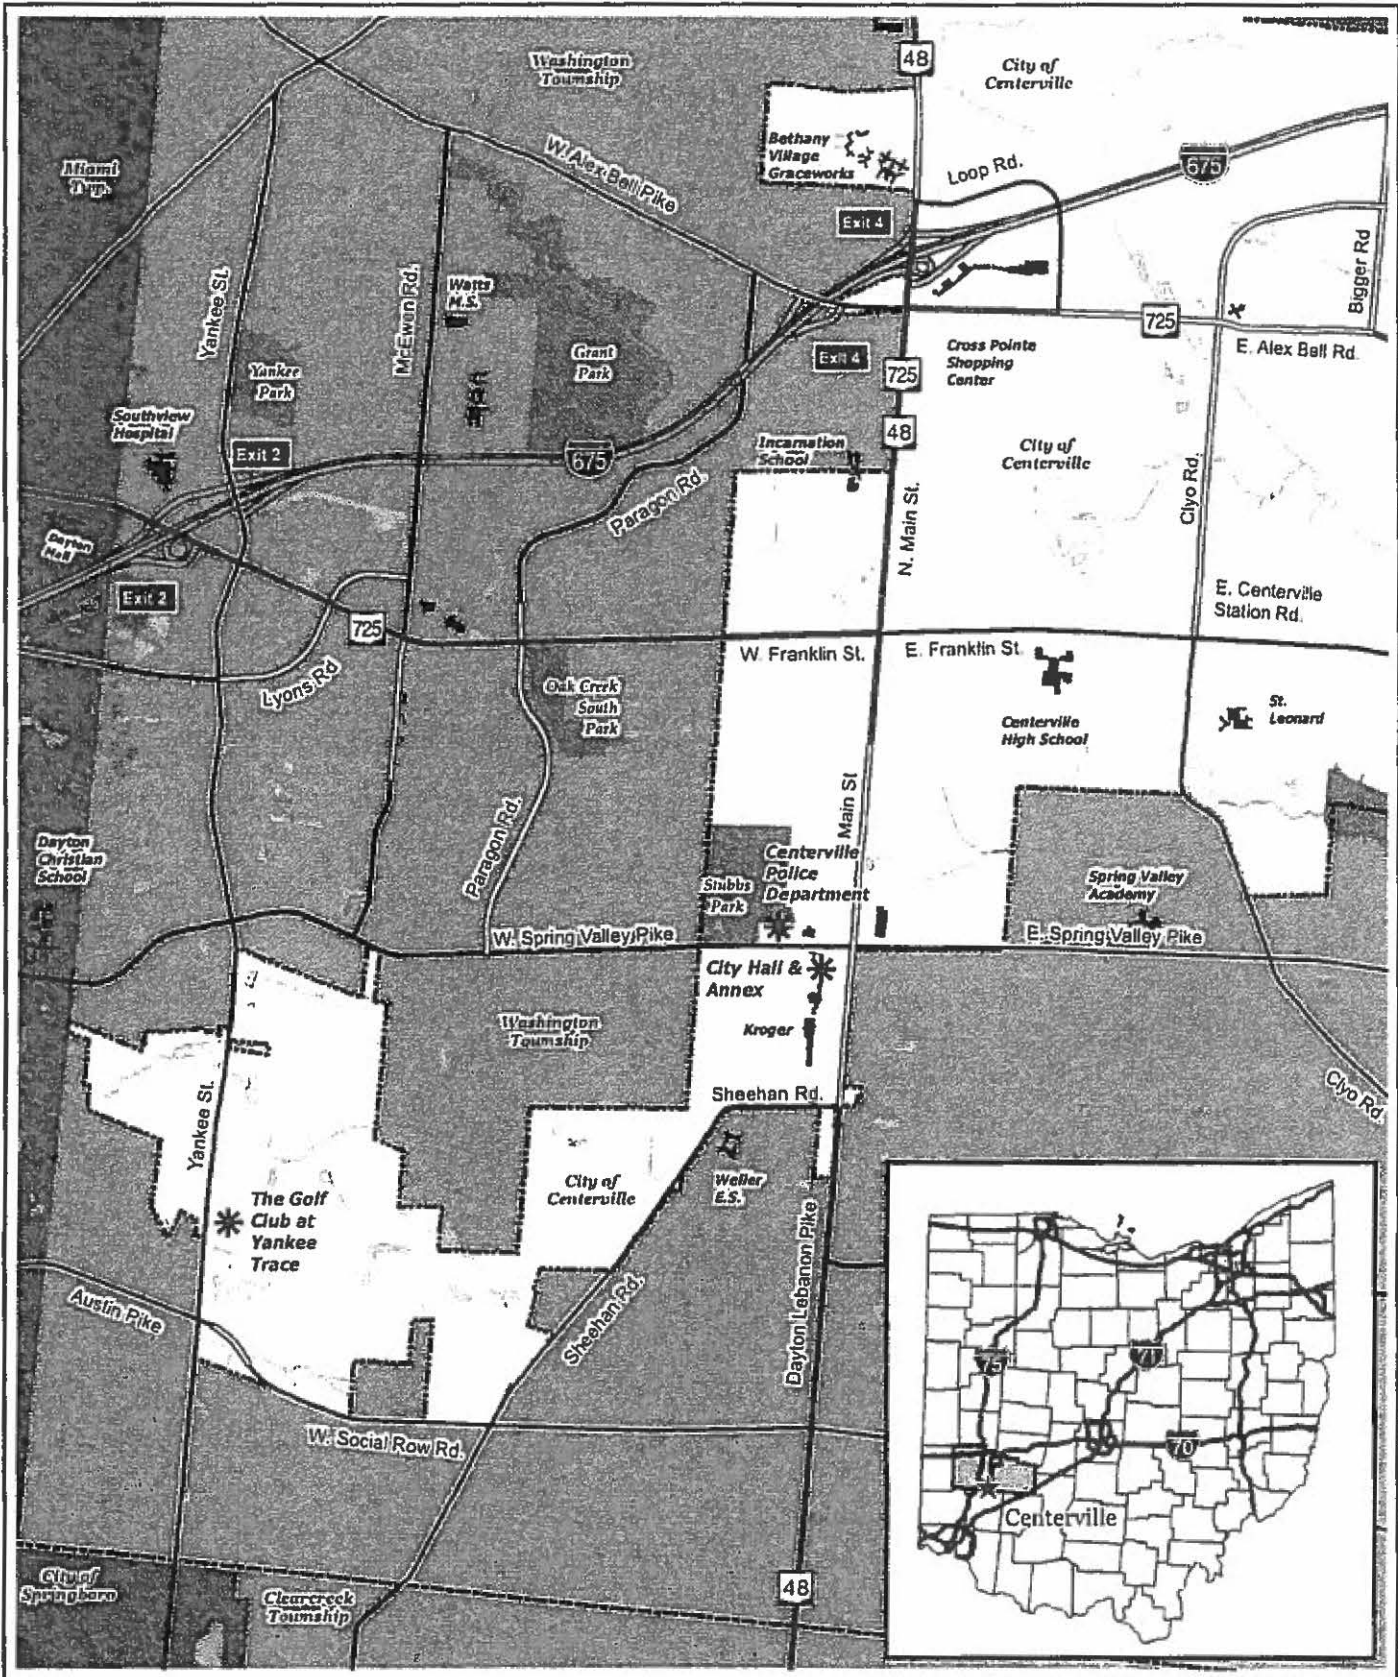 48
City of
Centerville
Washington
Township
Bethany
Village
Graceworks
W. Alex Bell Pike
Loop Rd.
675
Miami
Twp.
Exit 4
Bigger Rd
Yankee St.
McEwen Rd.
Watts
M.S.
725
E. Alex Bell Rd.
Grant
Park
Exit 4
Cross Pointe
Shopping
Center
725
Yankee
Park
Southview
Hospital
48
Incarnation
School
City of
Centerville
Exit 2
675
Paragon Rd.
N. Main St.
Clyo Rd.
Dayton
Mall
Exit 2
E. Centerville
Station Rd.
725
W. Franklin St.
E. Franklin St.
Lyons Rd
Oak Creek
South
Park
Centerville
High School
St.
Leonard
Main St
Paragon Rd.
Dayton
Christian
School
Centerville
Police
Department
Stubbs
Park
Spring Valley
Academy
W. Spring Valley Pike
E. Spring Valley Pike
City Hall &
Annex
Kroger
Washington
Township
Sheehan Rd.
Clyo Rd.
Yankee St.
Weller
E.S.
City of
Centerville
The Golf
Club at
Yankee
Trace
Dayton Lebanon Pike
Austin Pike
Sheehan Rd.
W. Social Row Rd.
75
71
70
Centerville
48
City of
Springboro
Clearcreek
Township